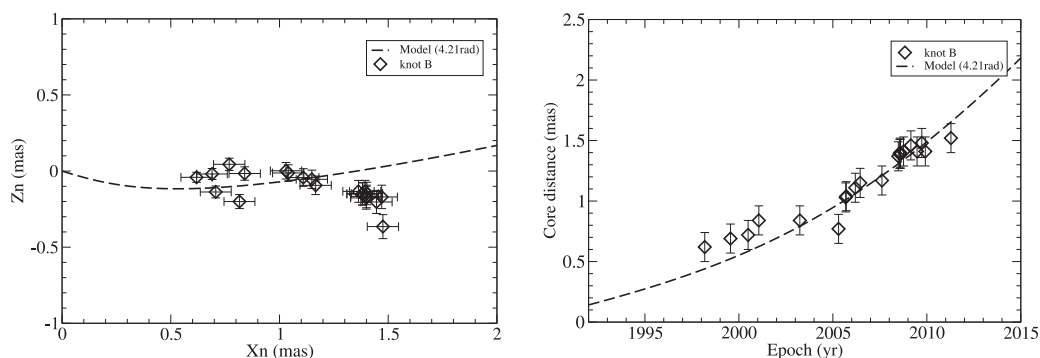 1
0.5
0
-0.5
-1
Zn (mas)
0
0.5
1
1.5
2
Xn (mas)
Model (4.21rad)
knot B
2.5
2
1.5
1
0.5
0
Core distance (mas)
1995
2000
2005
2010
2015
Epoch (yr)
knot B
Model (4.21rad)